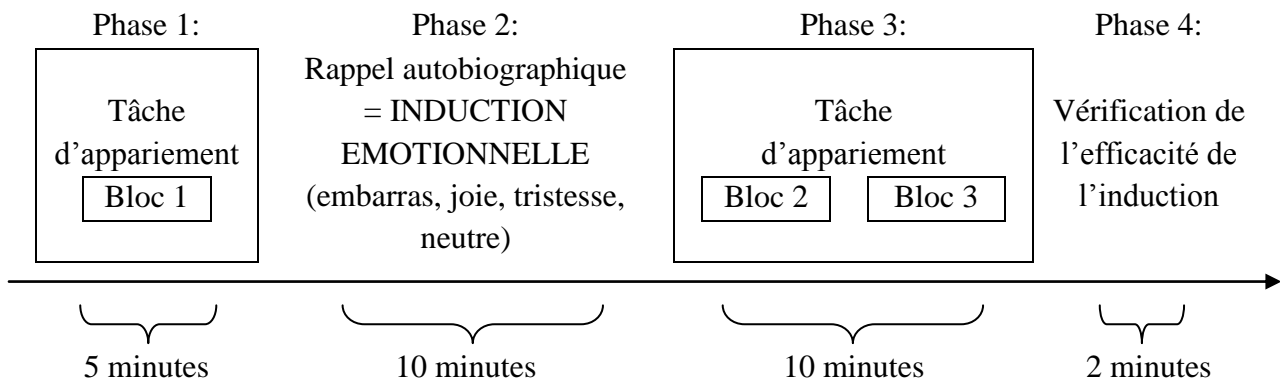 Phase 1:
Tâche
d'appariement
Bloc 1
5 minutes
Phase 2:
Rappel autobiographique
= INDUCTION
EMOTIONNELLE
(embarras, joie, tristesse,
neutre)
10 minutes
Phase 3:
Tâche
d'appariement
Bloc 2
Bloc 3
10 minutes
Phase 4:
Vérification de
l'efficacité de
l'induction
2 minutes